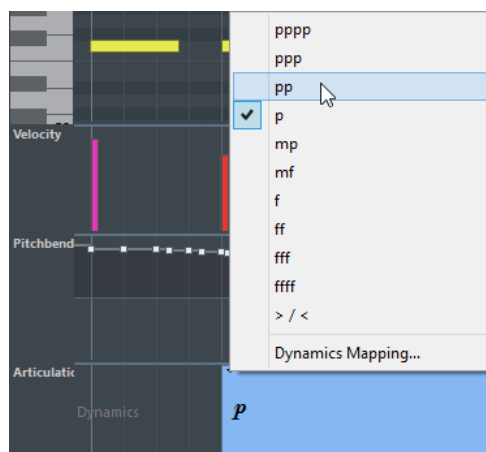 pppp
ppp
pp
p
mp
mf
f
ff
fff
ffff
> / <
Dynamics Mapping...
Velocity
Pitchbend
Articulatic
Dynamics
p